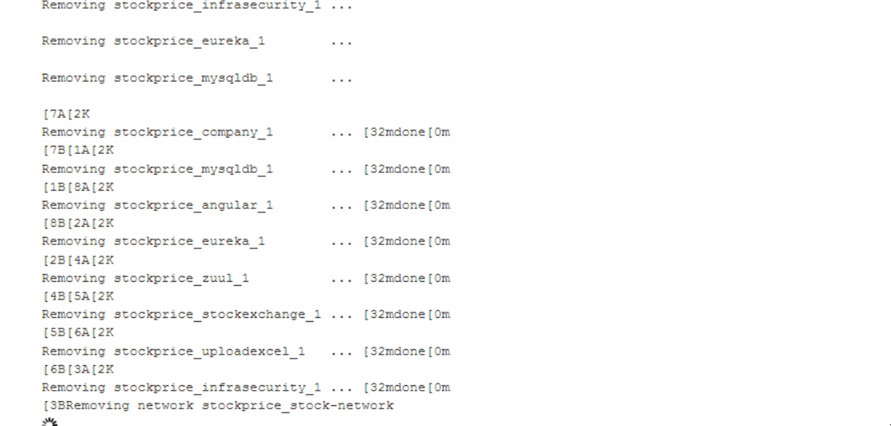 Removing stockprice_infrasecurity_1 ...
Removing stockprice_eureka_1 ...
Removing stockprice_mysqldb_1 ...
[7A[2K
Removing stockprice_company_1 ... [32mdone[0m
[7B[1A[2K
Removing stockprice_mysqldb_1 ... [32mdone[0m
[1B[8A[2K
Removing stockprice_angular_1 ... [32mdone[0m
[8B[2A[2K
Removing stockprice_eureka_1 ... [32mdone[0m
[2B[4A[2K
Removing stockprice_zuul_1 ... [32mdone[0m
[4B[5A[2K
Removing stockprice_stockexchange_1 ... [32mdone[0m
[5B[6A[2K
Removing stockprice_uploadexcel_1 ... [32mdone[0m
[6B[3A[2K
Removing stockprice_infrasecurity_1 ... [32mdone[0m
[3BRemoving network stockprice_stock-network